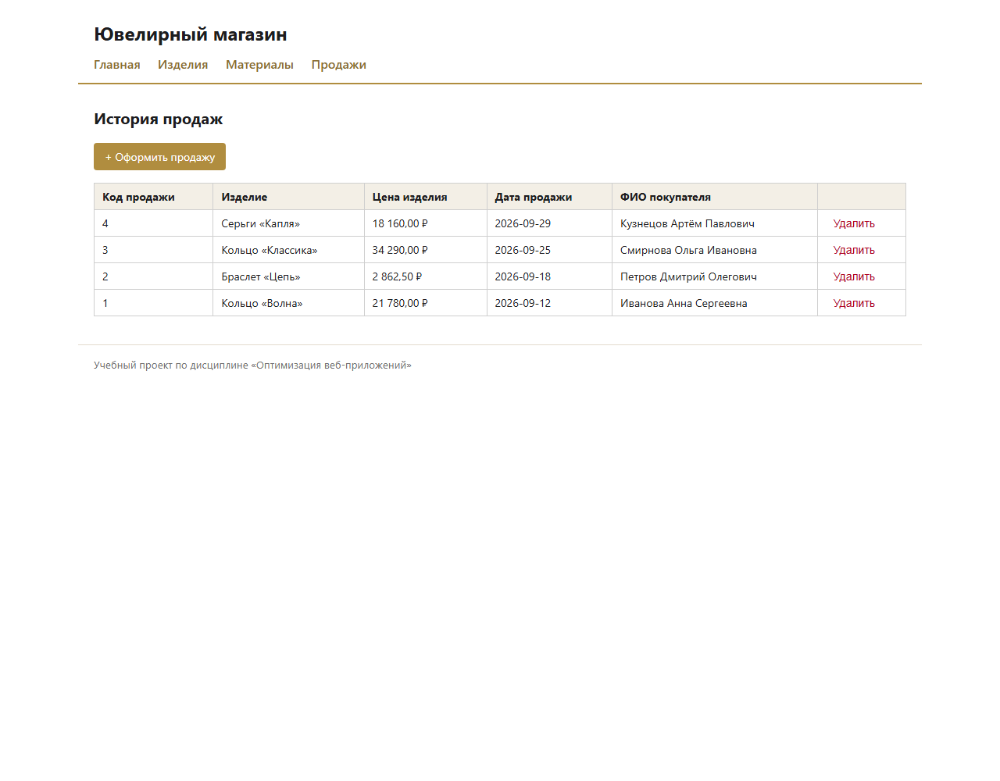 Ювелирный магазин
Главная Изделия Материалы Продажи
История продаж
+ Оформить продажу
Код продажи Изделие Цена изделия Дата продажи ФИО покупателя
4 Серьги «Капля» 18 160,00 ₽ 2026-09-29 Кузнецов Артём Павлович Удалить
3 Кольцо «Классика» 34 290,00 ₽ 2026-09-25 Смирнова Ольга Ивановна Удалить
2 Браслет «Цепь» 2 862,50 ₽ 2026-09-18 Петров Дмитрий Олегович Удалить
1 Кольцо «Волна» 21 780,00 ₽ 2026-09-12 Иванова Анна Сергеевна Удалить
Учебный проект по дисциплине «Оптимизация веб-приложений»